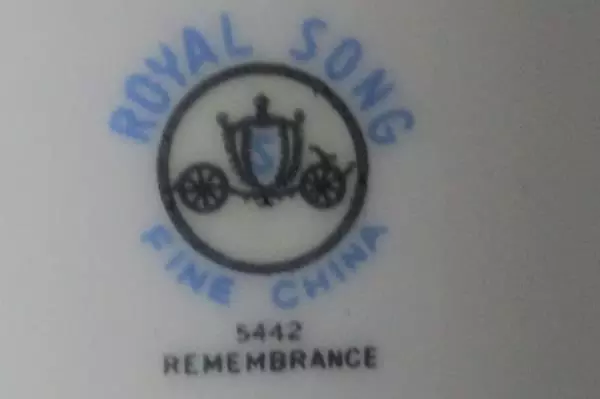 ROYAL SONG
S
FINE CHINA
5442
REMEMBRANCE